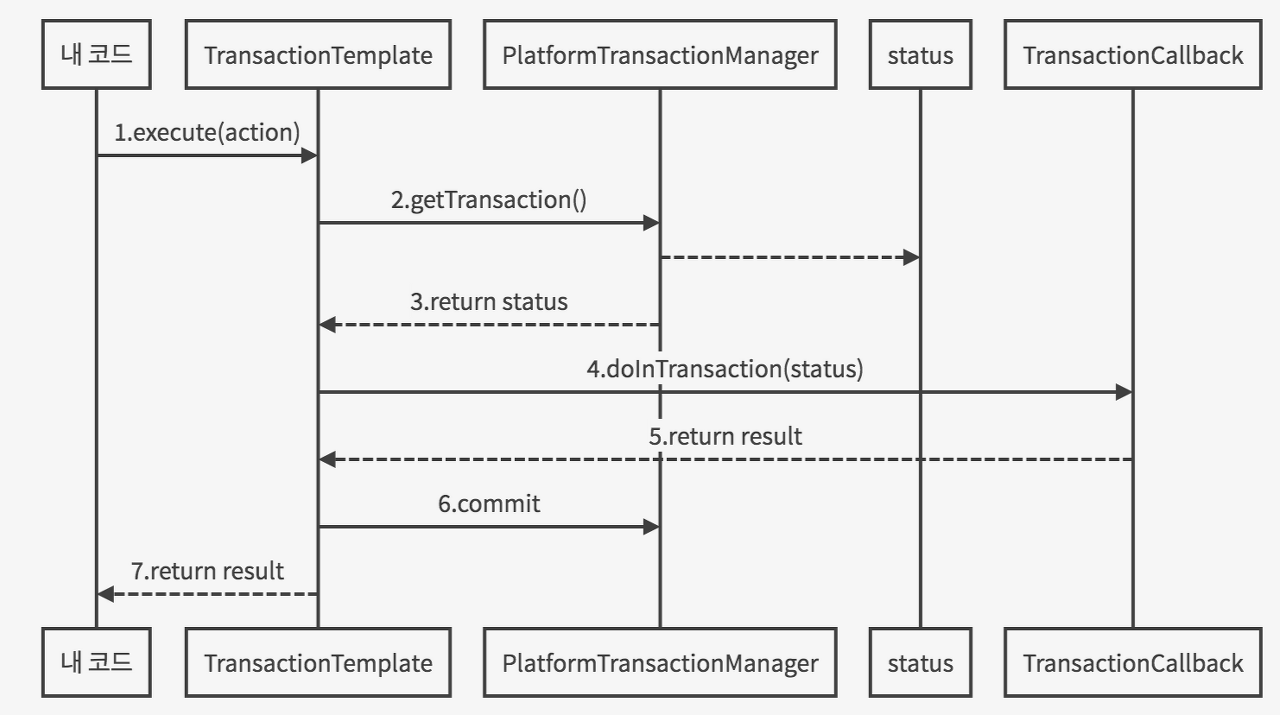 내 코드
TransactionTemplate
PlatformTransactionManager
status
TransactionCallback
1.execute(action)
2.getTransaction()
3.return status
4.doInTransaction(status)
5.return result
6.commit
7.return result
내 코드
TransactionTemplate
PlatformTransactionManager
status
TransactionCallback